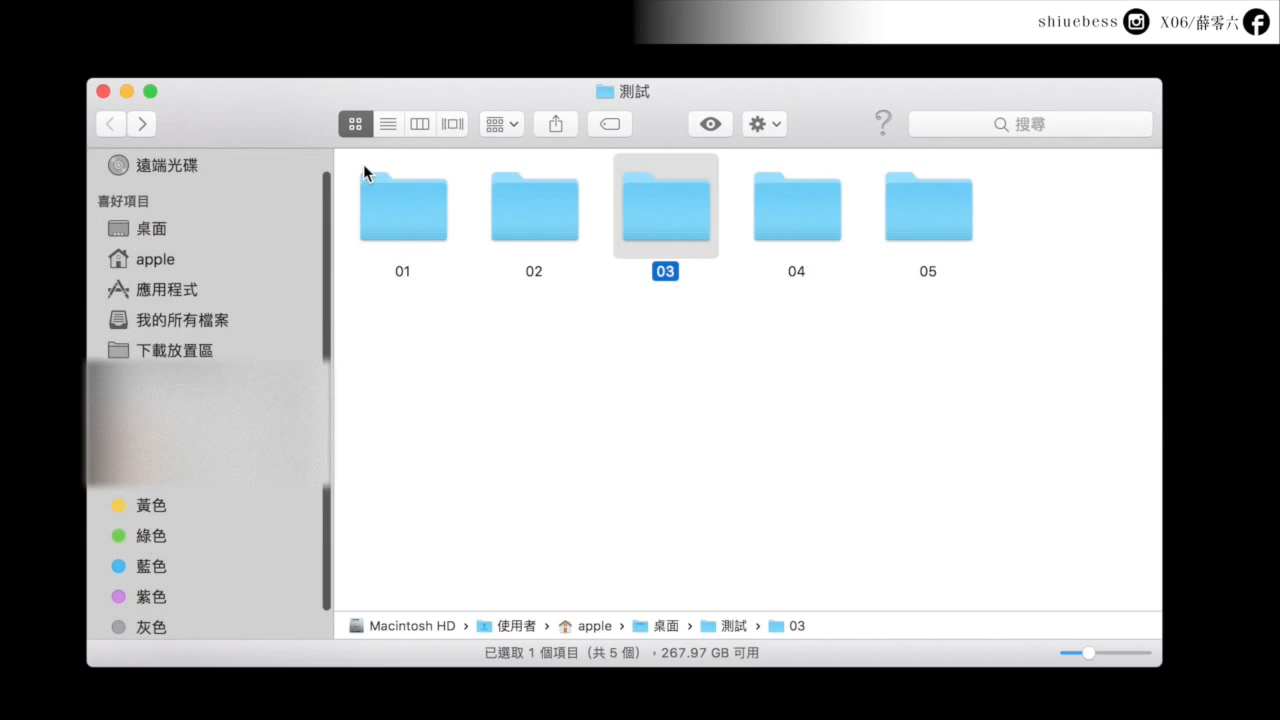 shiuebess X06/薛零六
測試
搜尋
遠端光碟
喜好項目
桌面
apple
應用程式
我的所有檔案
下載放置區
黃色
綠色
藍色
紫色
灰色
01 02 03 04 05
Macintosh HD › 使用者 › apple › 桌面 › 測試 › 03
已選取 1 個項目（共 5 個），267.97 GB 可用